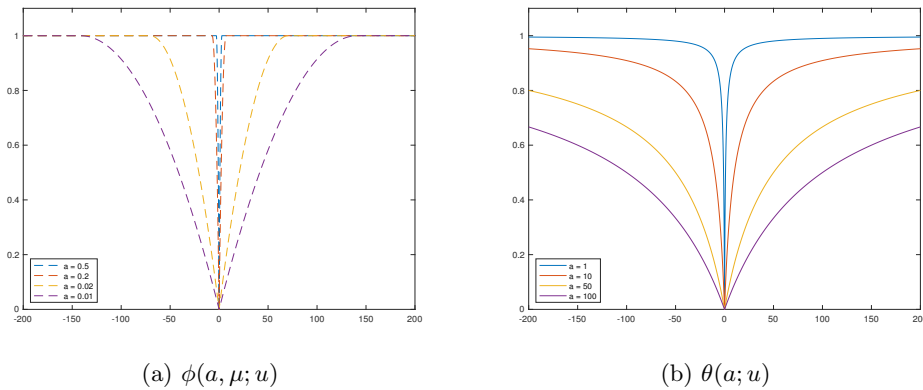 1
0.8
0.6
0.4
0.2
0
a = 0.5
a = 0.2
a = 0.02
a = 0.01
-200 -150 -100 -50 0 50 100 150 200
1
0.8
0.6
0.4
0.2
0
a = 1
a = 10
a = 50
a = 100
-200 -150 -100 -50 0 50 100 150 200
(a) ϕ(a, μ; u)
(b) θ(a; u)